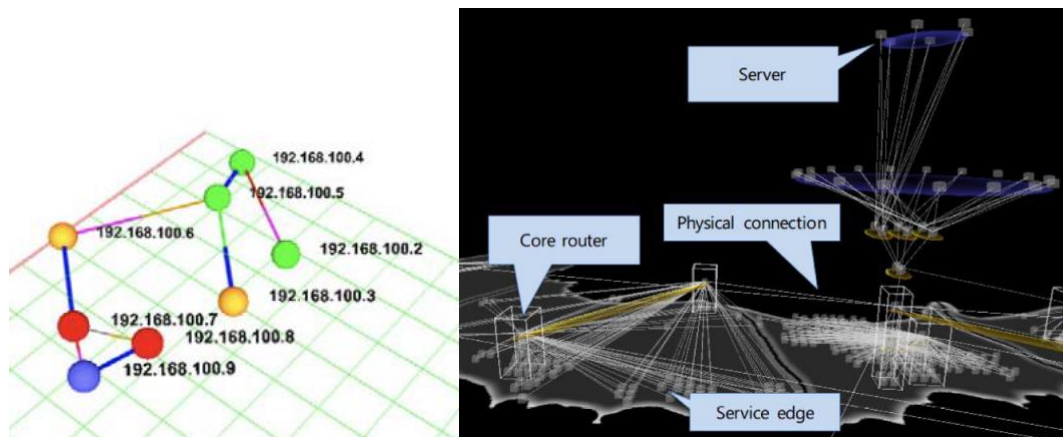 192.168.100.4
192.168.100.5
192.168.100.6
192.168.100.2
192.168.100.3
192.168.100.7
192.168.100.8
192.168.100.9
Server
Physical connection
Core router
Service edge